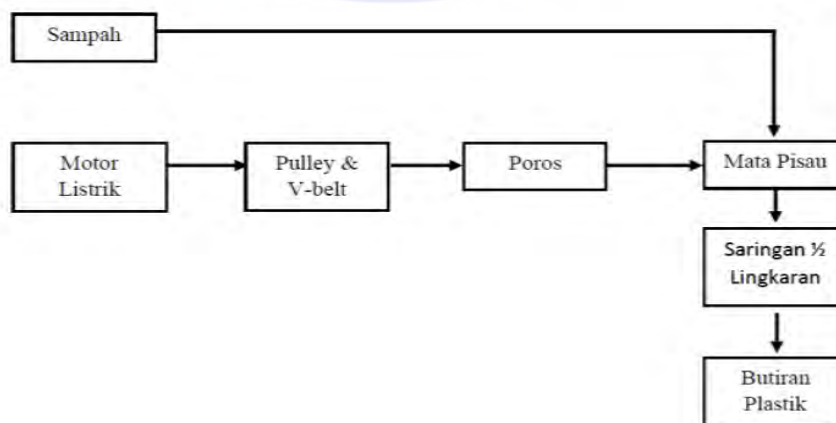 Sampah
Motor
Listrik
Pulley &
V-belt
Poros
Mata Pisau
Saringan ½
Lingkaran
Butiran
Plastik